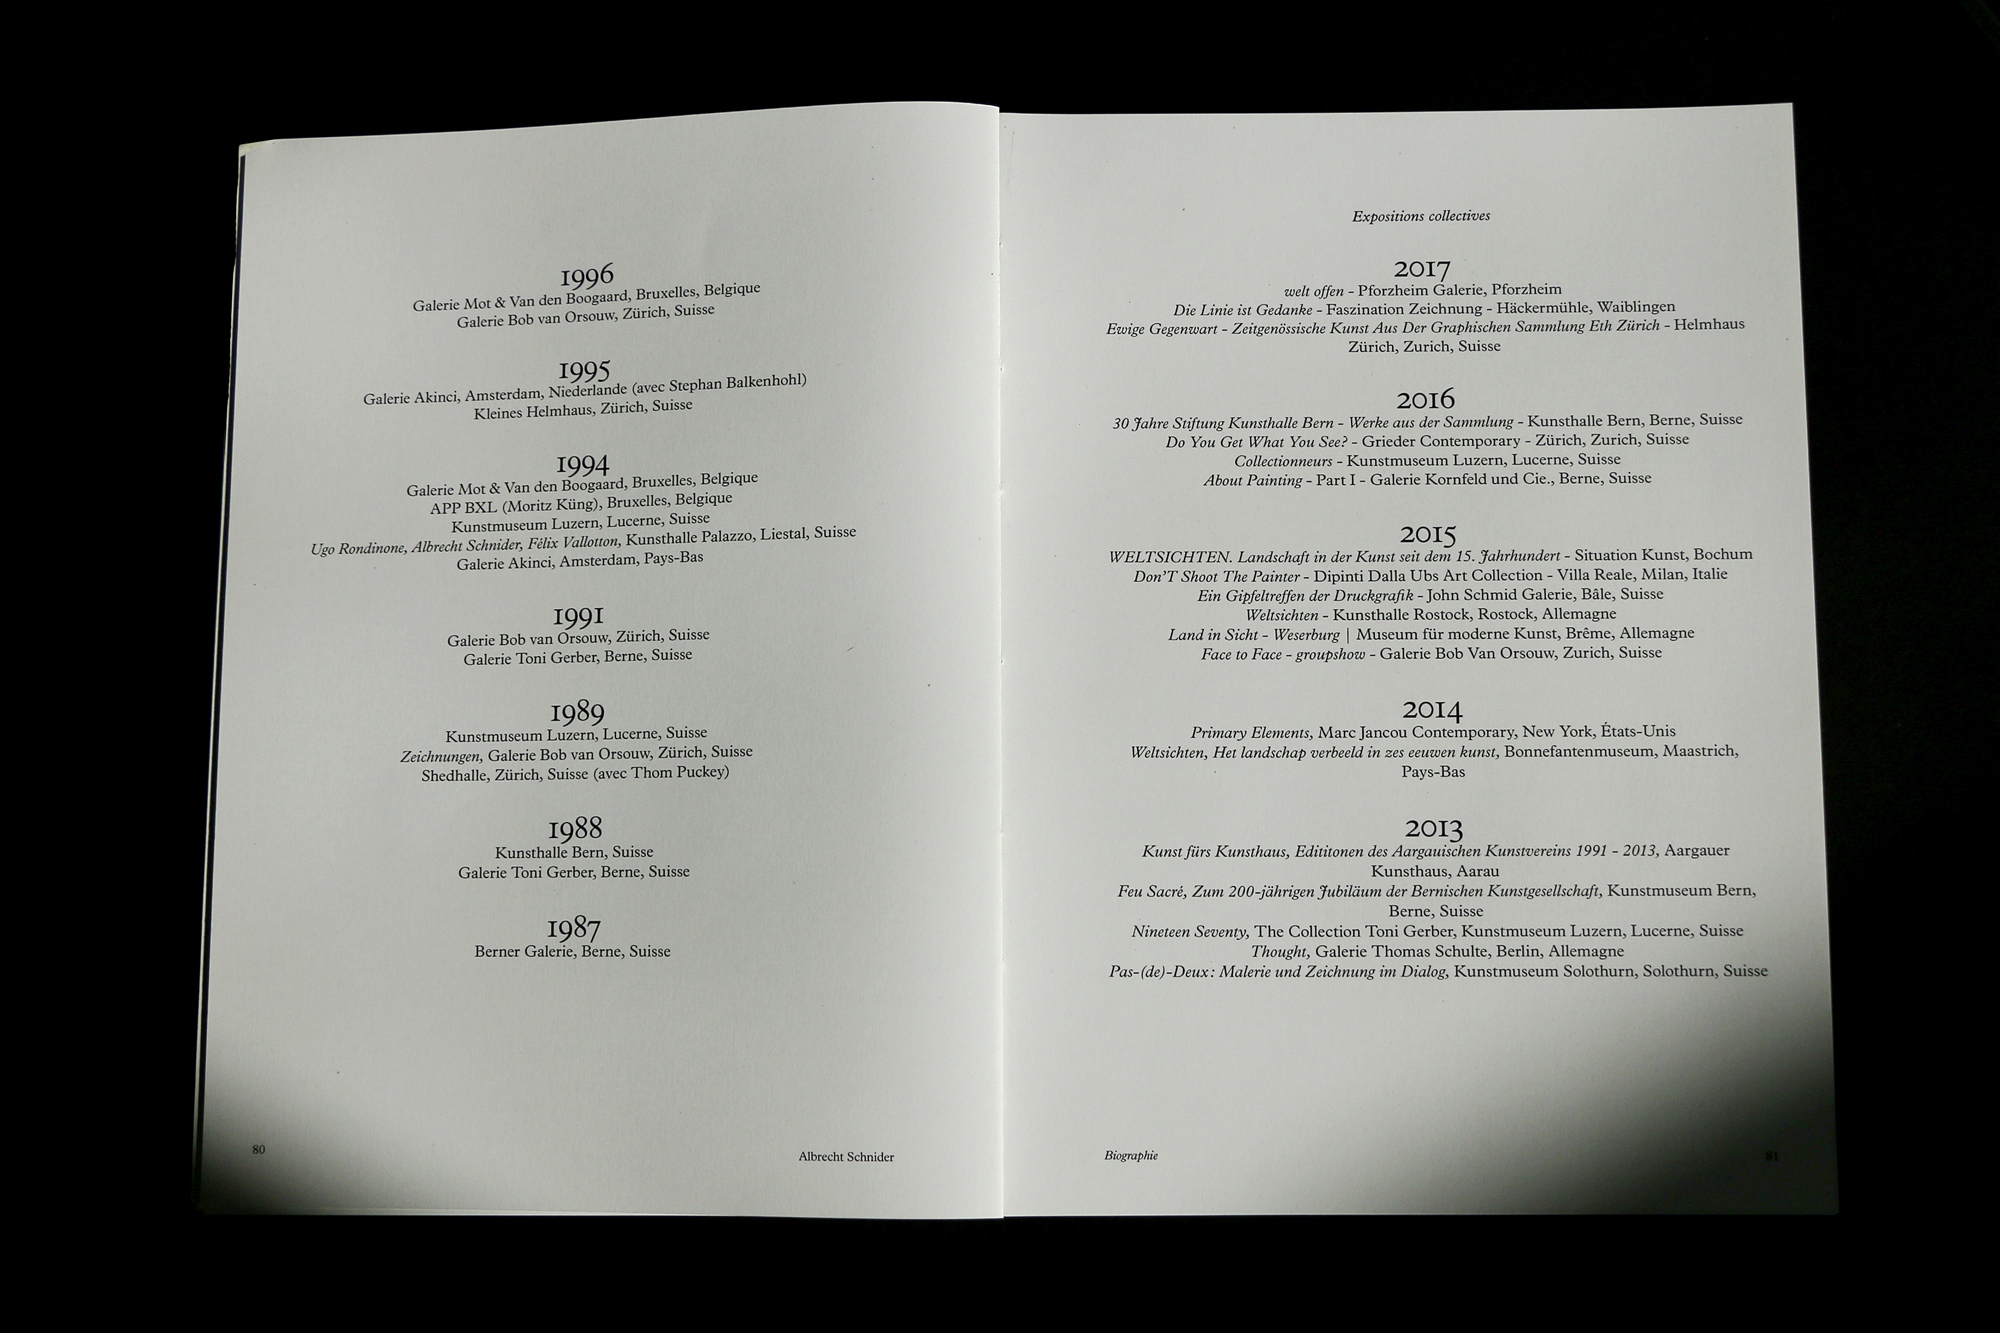 1996
Galerie Mot & Van den Boogaard, Bruxelles, Belgique
Galerie Bob van Orsouw, Zürich, Suisse
1995
Galerie Akinci, Amsterdam, Niederlande (avec Stephan Balkenhohl)
Kleines Helmhaus, Zürich, Suisse
1994
Galerie Mot & Van den Boogaard, Bruxelles, Belgique
APP BXL (Moritz Küng), Bruxelles, Belgique
Kunstmuseum Luzern, Lucerne, Suisse
Ugo Rondinone, Albrecht Schnider, Félix Vallotton, Kunsthalle Palazzo, Liestal, Suisse
Galerie Akinci, Amsterdam, Pays-Bas
1991
Galerie Bob van Orsouw, Zürich, Suisse
Galerie Toni Gerber, Berne, Suisse
1989
Kunstmuseum Luzern, Lucerne, Suisse
Zeichnungen, Galerie Bob van Orsouw, Zürich, Suisse
Shedhalle, Zürich, Suisse (avec Thom Puckey)
1988
Kunsthalle Bern, Suisse
Galerie Toni Gerber, Berne, Suisse
1987
Berner Galerie, Berne, Suisse
80
Albrecht Schnider
Expositions collectives
2017
welt offen - Pforzheim Galerie, Pforzheim
Die Linie ist Gedanke - Faszination Zeichnung - Häckermühle, Waiblingen
Ewige Gegenwart - Zeitgenössische Kunst Aus Der Graphischen Sammlung Eth Zürich - Helmhaus
Zürich, Zurich, Suisse
2016
30 Jahre Stiftung Kunsthalle Bern - Werke aus der Sammlung - Kunsthalle Bern, Berne, Suisse
Do You Get What You See? - Grieder Contemporary - Zürich, Zurich, Suisse
Collectionneurs - Kunstmuseum Luzern, Lucerne, Suisse
About Painting - Part I - Galerie Kornfeld und Cie., Berne, Suisse
2015
WELTSICHTEN. Landschaft in der Kunst seit dem 15. Jahrhundert - Situation Kunst, Bochum
Don'T Shoot The Painter - Dipinti Dalla Ubs Art Collection - Villa Reale, Milan, Italie
Ein Gipfeltreffen der Druckgrafik - John Schmid Galerie, Bâle, Suisse
Weltsichten - Kunsthalle Rostock, Rostock, Allemagne
Land in Sicht - Weserburg | Museum für moderne Kunst, Brême, Allemagne
Face to Face - groupshow - Galerie Bob Van Orsouw, Zurich, Suisse
2014
Primary Elements, Marc Jancou Contemporary, New York, États-Unis
Weltsichten, Het landschap verbeeld in zes eeuwen kunst, Bonnefantenmuseum, Maastrich,
Pays-Bas
2013
Kunst fürs Kunsthaus, Edititonen des Aargauischen Kunstvereins 1991 - 2013, Aargauer
Kunsthaus, Aarau
Feu Sacré, Zum 200-jährigen Jubiläum der Bernischen Kunstgesellschaft, Kunstmuseum Bern,
Berne, Suisse
Nineteen Seventy, The Collection Toni Gerber, Kunstmuseum Luzern, Lucerne, Suisse
Thought, Galerie Thomas Schulte, Berlin, Allemagne
Pas-(de)-Deux: Malerie und Zeichnung im Dialog, Kunstmuseum Solothurn, Solothurn, Suisse
Biographie
81